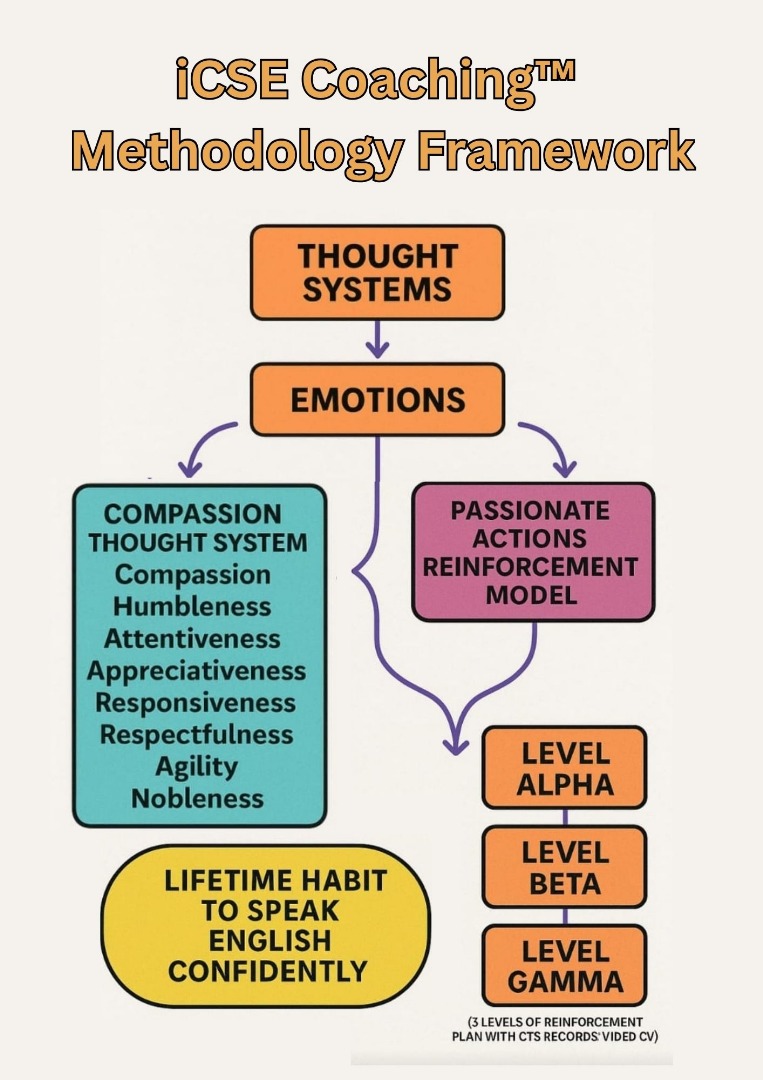 iCSE Coaching™
Methodology Framework
THOUGHT
SYSTEMS
EMOTIONS
COMPASSION
THOUGHT SYSTEM
Compassion
Humbleness
Attentiveness
Appreciativeness
Responsiveness
Respectfulness
Agility
Nobleness
PASSIONATE
ACTIONS
REINFORCEMENT
MODEL
LEVEL
ALPHA
LEVEL
BETA
LEVEL
GAMMA
(3 LEVELS OF REINFORCEMENT
PLAN WITH CTS RECORDS' VIDEO CV)
LIFETIME HABIT
TO SPEAK
ENGLISH
CONFIDENTLY